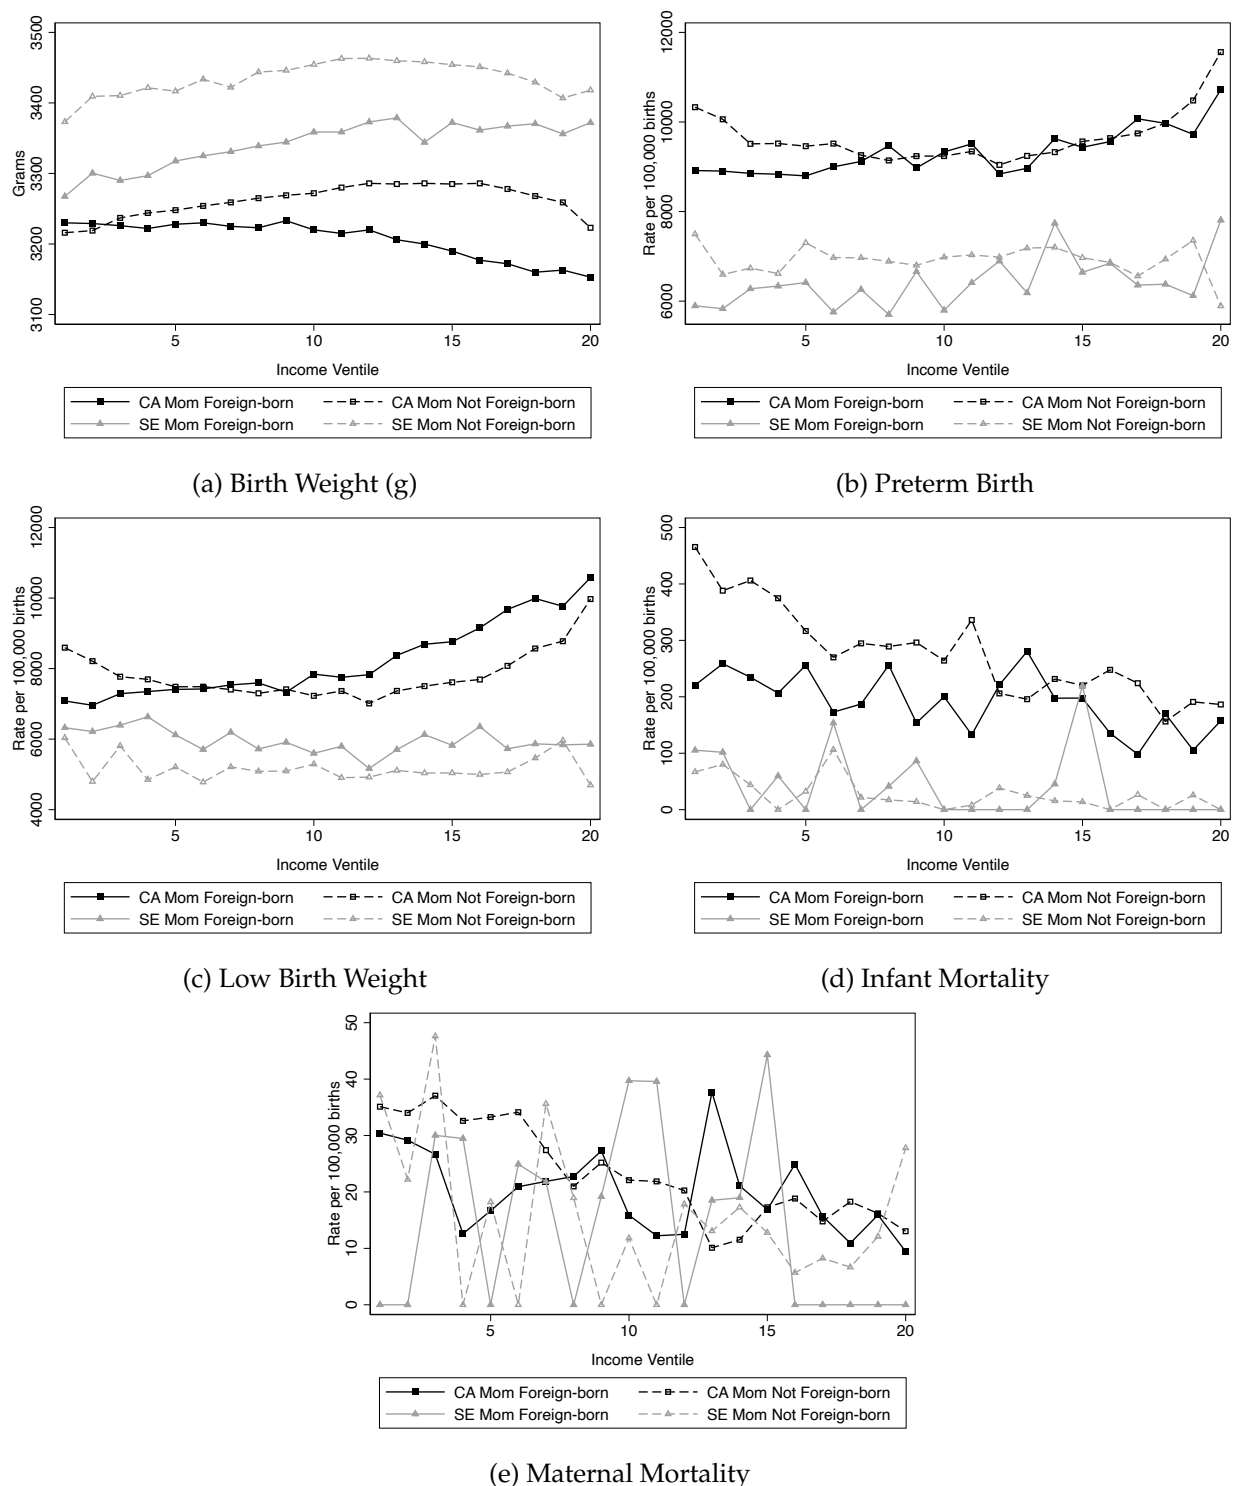 3500
3400
3300
3200
3100
Grams
5 10 15 20
Income Ventile
CA Mom Foreign-born CA Mom Not Foreign-born
SE Mom Foreign-born SE Mom Not Foreign-born
(a) Birth Weight (g)
12000
10000
8000
6000
Rate per 100,000 births
5 10 15 20
Income Ventile
CA Mom Foreign-born CA Mom Not Foreign-born
SE Mom Foreign-born SE Mom Not Foreign-born
(b) Preterm Birth
12000
10000
8000
6000
4000
Rate per 100,000 births
5 10 15 20
Income Ventile
CA Mom Foreign-born CA Mom Not Foreign-born
SE Mom Foreign-born SE Mom Not Foreign-born
(c) Low Birth Weight
500
400
300
200
100
0
Rate per 100,000 births
5 10 15 20
Income Ventile
CA Mom Foreign-born CA Mom Not Foreign-born
SE Mom Foreign-born SE Mom Not Foreign-born
(d) Infant Mortality
50
40
30
20
10
0
Rate per 100,000 births
5 10 15 20
Income Ventile
CA Mom Foreign-born CA Mom Not Foreign-born
SE Mom Foreign-born SE Mom Not Foreign-born
(e) Maternal Mortality